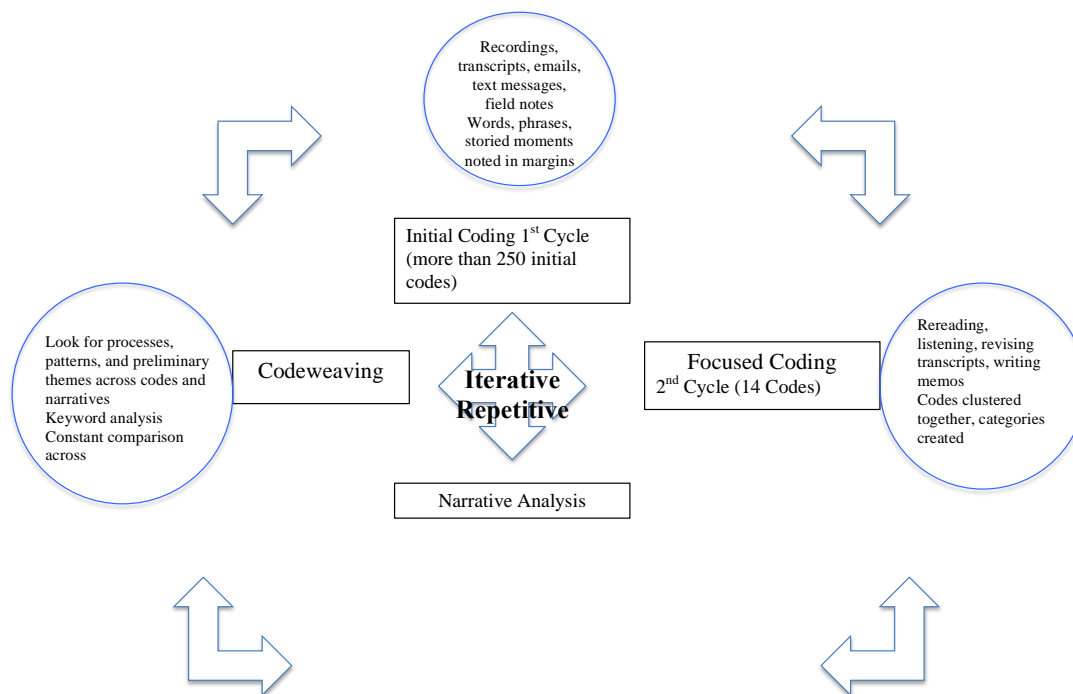 Recordings,
transcripts, emails,
text messages,
field notes
Words, phrases,
storied moments
noted in margins
Initial Coding 1st Cycle
(more than 250 initial
codes)
Look for processes,
patterns, and preliminary
themes across codes and
narratives
Keyword analysis
Constant comparison
across
Codeweaving
Iterative
Repetitive
Focused Coding
2nd Cycle (14 Codes)
Rereading,
listening, revising
transcripts, writing
memos
Codes clustered
together, categories
created
Narrative Analysis